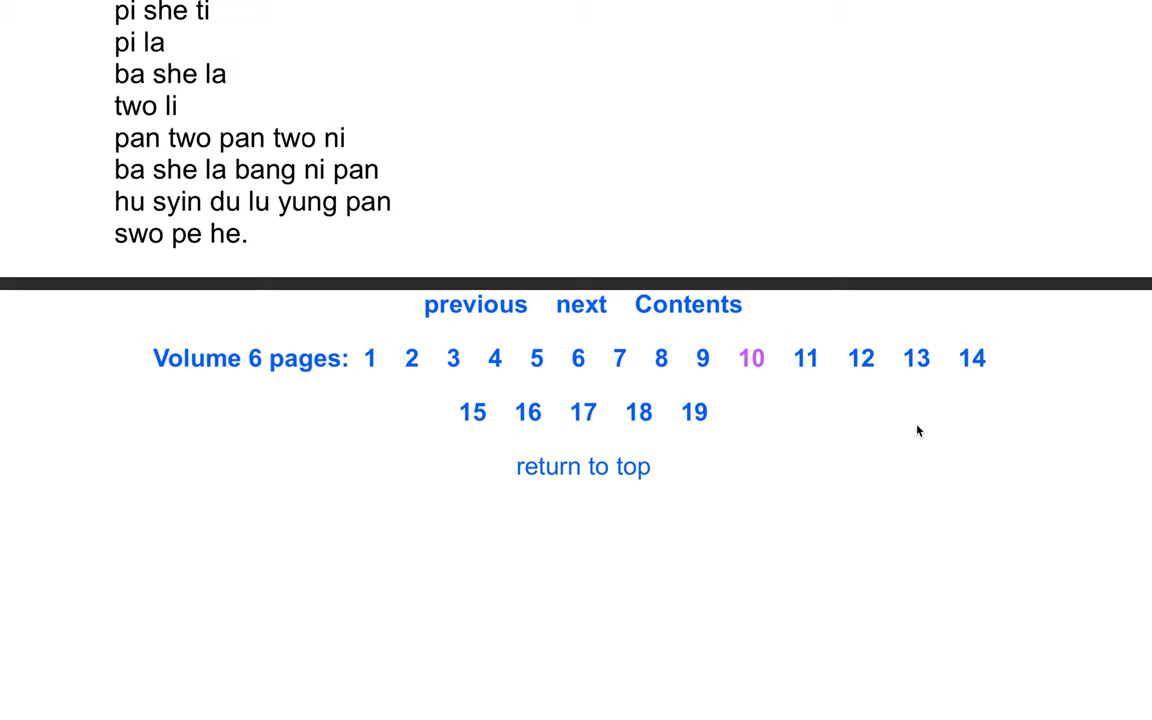 pi she ti
pi la
ba she la
two li
pan two pan two ni
ba she la bang ni pan
hu syin du lu yung pan
swo pe he.
previous next Contents
Volume 6 pages: 1 2 3 4 5 6 7 8 9 10 11 12 13 14
15 16 17 18 19
return to top